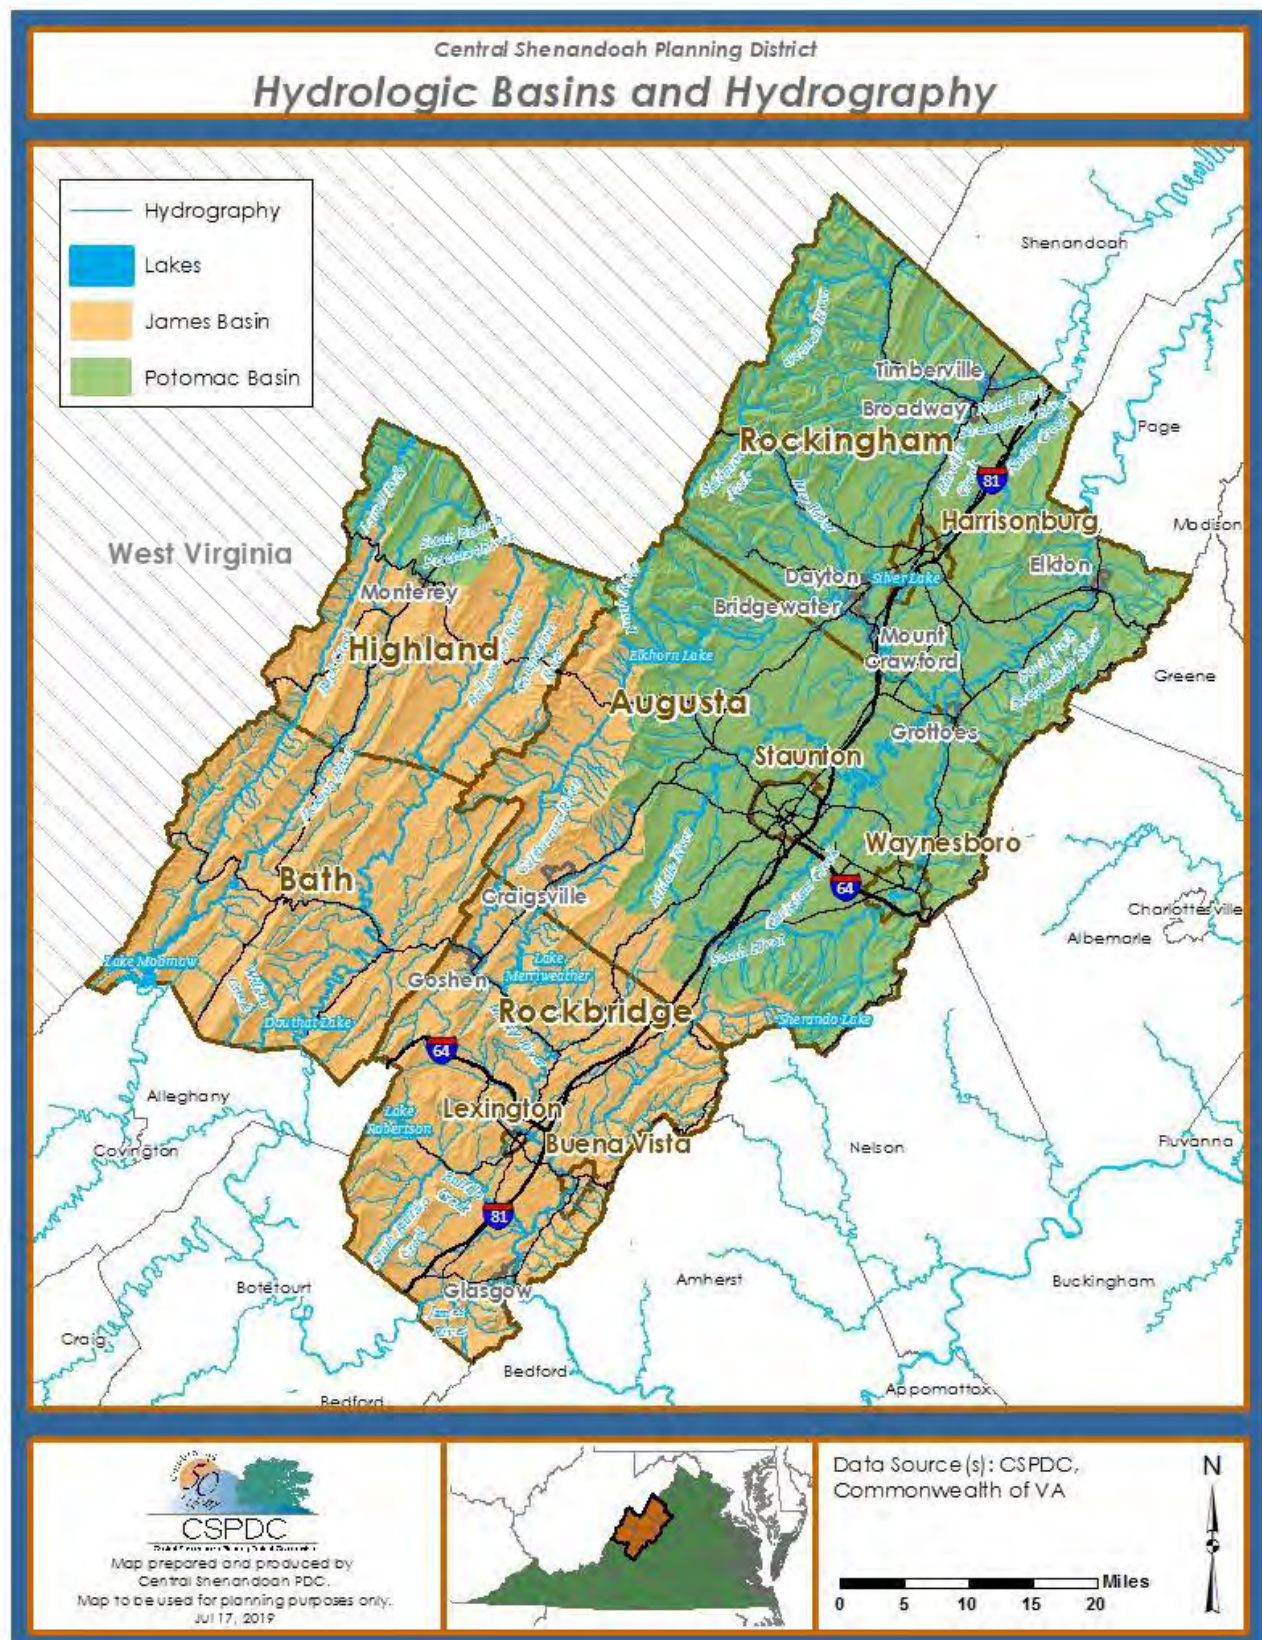 Central Shenandoah Planning District
Hydrologic Basins and Hydrography
Hydrography
Lakes
James Basin
Potomac Basin
Shenandoah
Timberville
Broadway
Page
Rockingham
81
Harrisonburg
Madison
West Virginia
Elkton
Dayton
Silver Lake
Monterey
Bridgewater
Mount
Crawford
Highland
Elkhorn Lake
Greene
Augusta
Grottoes
Staunton
Waynesboro
Bath
64
Craigsville
Charlottesville
Albemarle
Lake Moomaw
Goshen
Lake
Merriweather
Rockbridge
Douthat Lake
Sherando Lake
64
Alleghany
Lexington
Lake
Robertson
Buena Vista
Covington
Nelson
Fluvanna
81
Botetourt
Glasgow
Amherst
Buckingham
James
River
Craig
Bedford
Appomattox
Bedford
50
CSPDC
Map prepared and produced by
Central Shenandoah PDC.
Map to be used for planning purposes only.
Jul 17, 2019
Data Source(s): CSPDC,
Commonwealth of VA
N
Miles
0 5 10 15 20